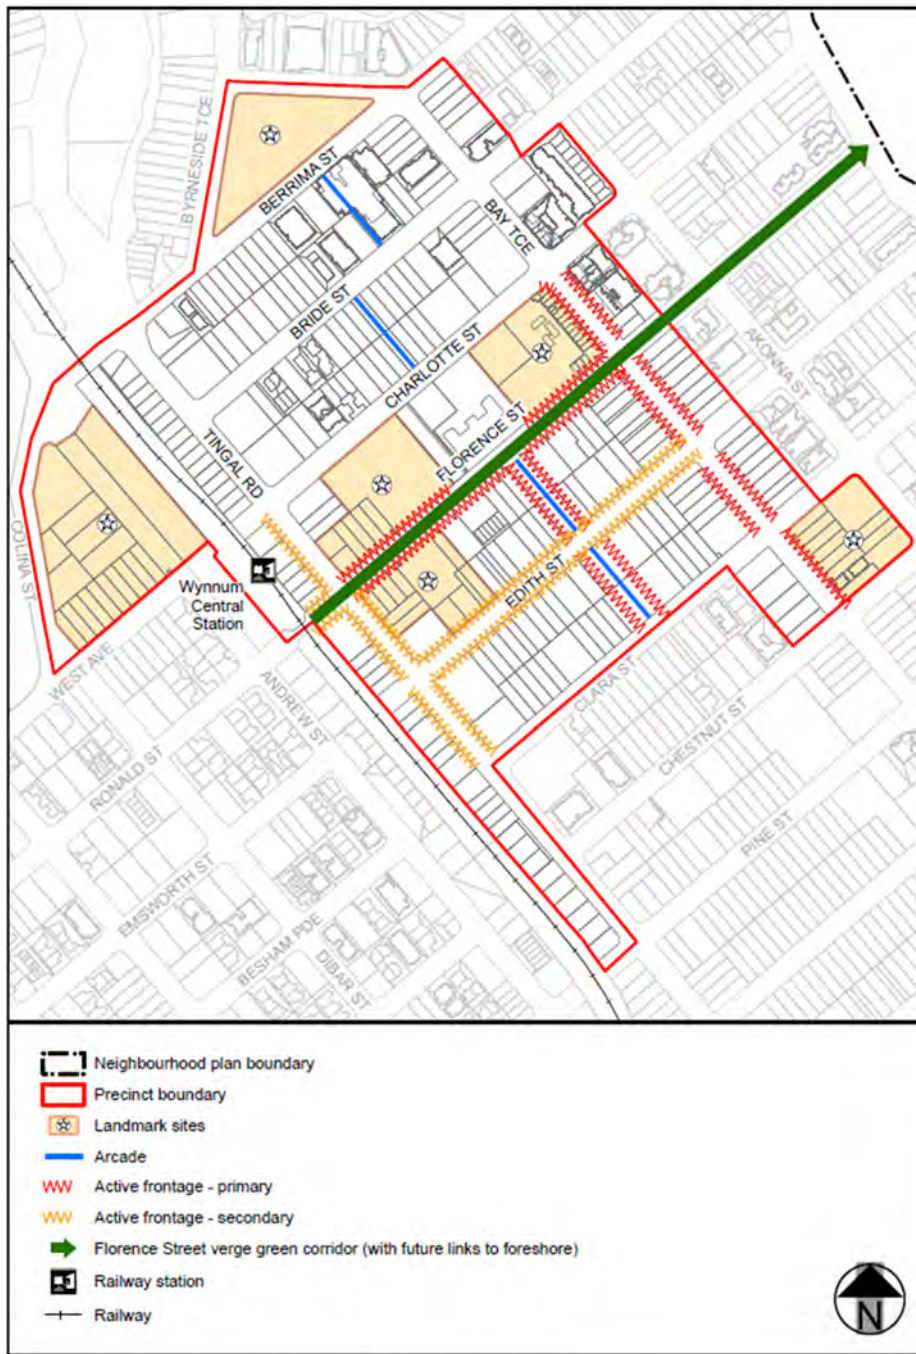 BYRNESIDE TCE
BERRIMA ST
BAY TCE
BRIDE ST
CHARLOTTE ST
AKONNA ST
FLORENCE ST
TINGAL RD
COLINA ST
Wynnum
Central
Station
EDITH ST
WEST AVE
ANDREW ST
CLARA ST
CHESTNUT ST
RONALD ST
PINE ST
EMSWORTH ST
BESHAM PDE
DIBAR ST
Neighbourhood plan boundary
Precinct boundary
Landmark sites
Arcade
Active frontage - primary
Active frontage - secondary
Florence Street verge green corridor (with future links to foreshore)
Railway station
Railway
N